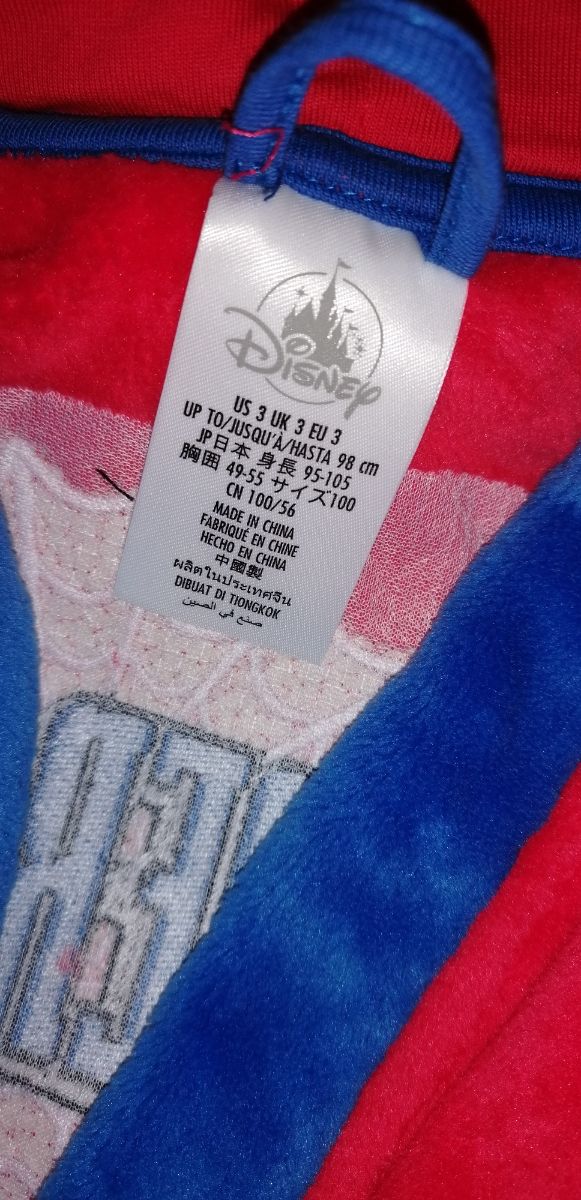 Disney
US 3 UK 3 EU 3
UP TO/JUSQU'À/HASTA 98 cm
JP日本 身長 95-105
胸囲 49-55 サイズ100
CN 100/56
MADE IN CHINA
FABRIQUÉ EN CHINE
HECHO EN CHINA
中國製
ผลิตในประเทศจีน
DIBUAT DI TIONGKOK
صنع في الصين